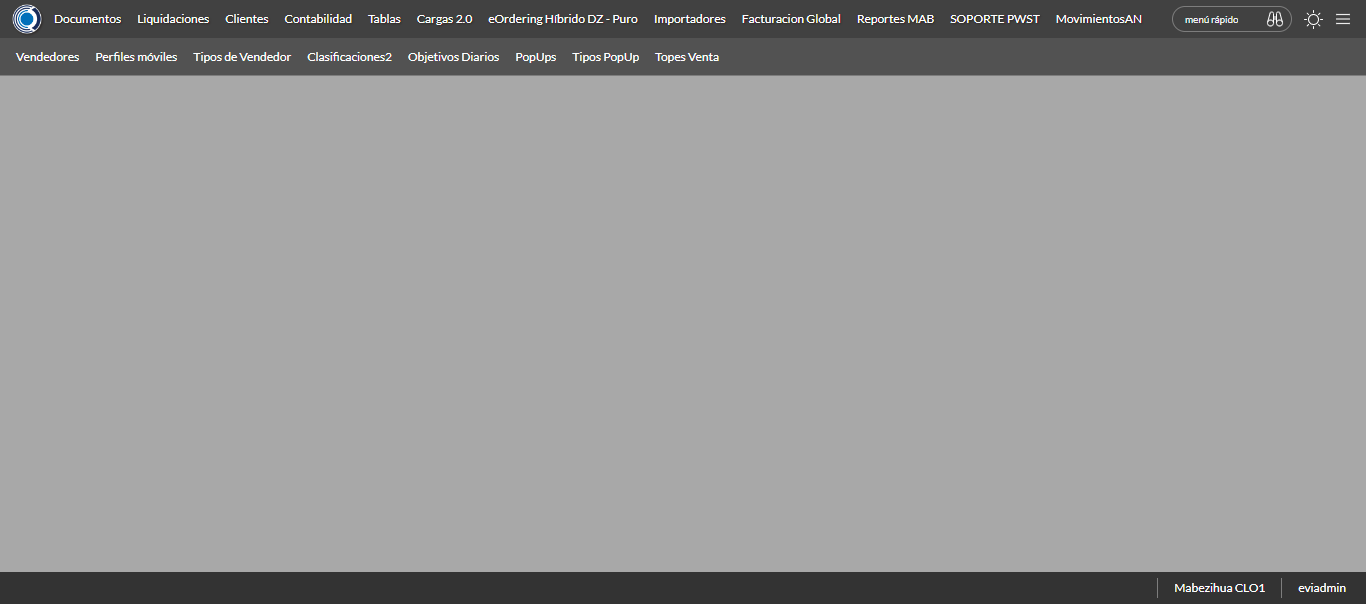 Documentos Liquidaciones Clientes Contabilidad Tablas Cargas 2.0 eOrdering Híbrido DZ - Puro Importadores Facturacion Global Reportes MAB SOPORTE PWST MovimientosAN menú rápido
Vendedores Perfiles móviles Tipos de Vendedor Clasificaciones2 Objetivos Diarios PopUps Tipos PopUp Topes Venta
Mabezihua CLO1 eviadmin